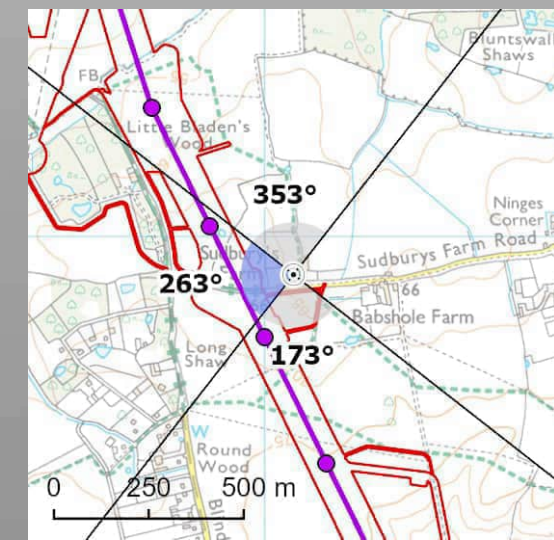 Bluntswall
Shaws
FB
Little Bladen's
Wood
353°
Ninges
Corner
Sudburys Farm Road
263°
66
Babshole Farm
173°
Long
Shaw
W
Round
Wood
0 250 500 m